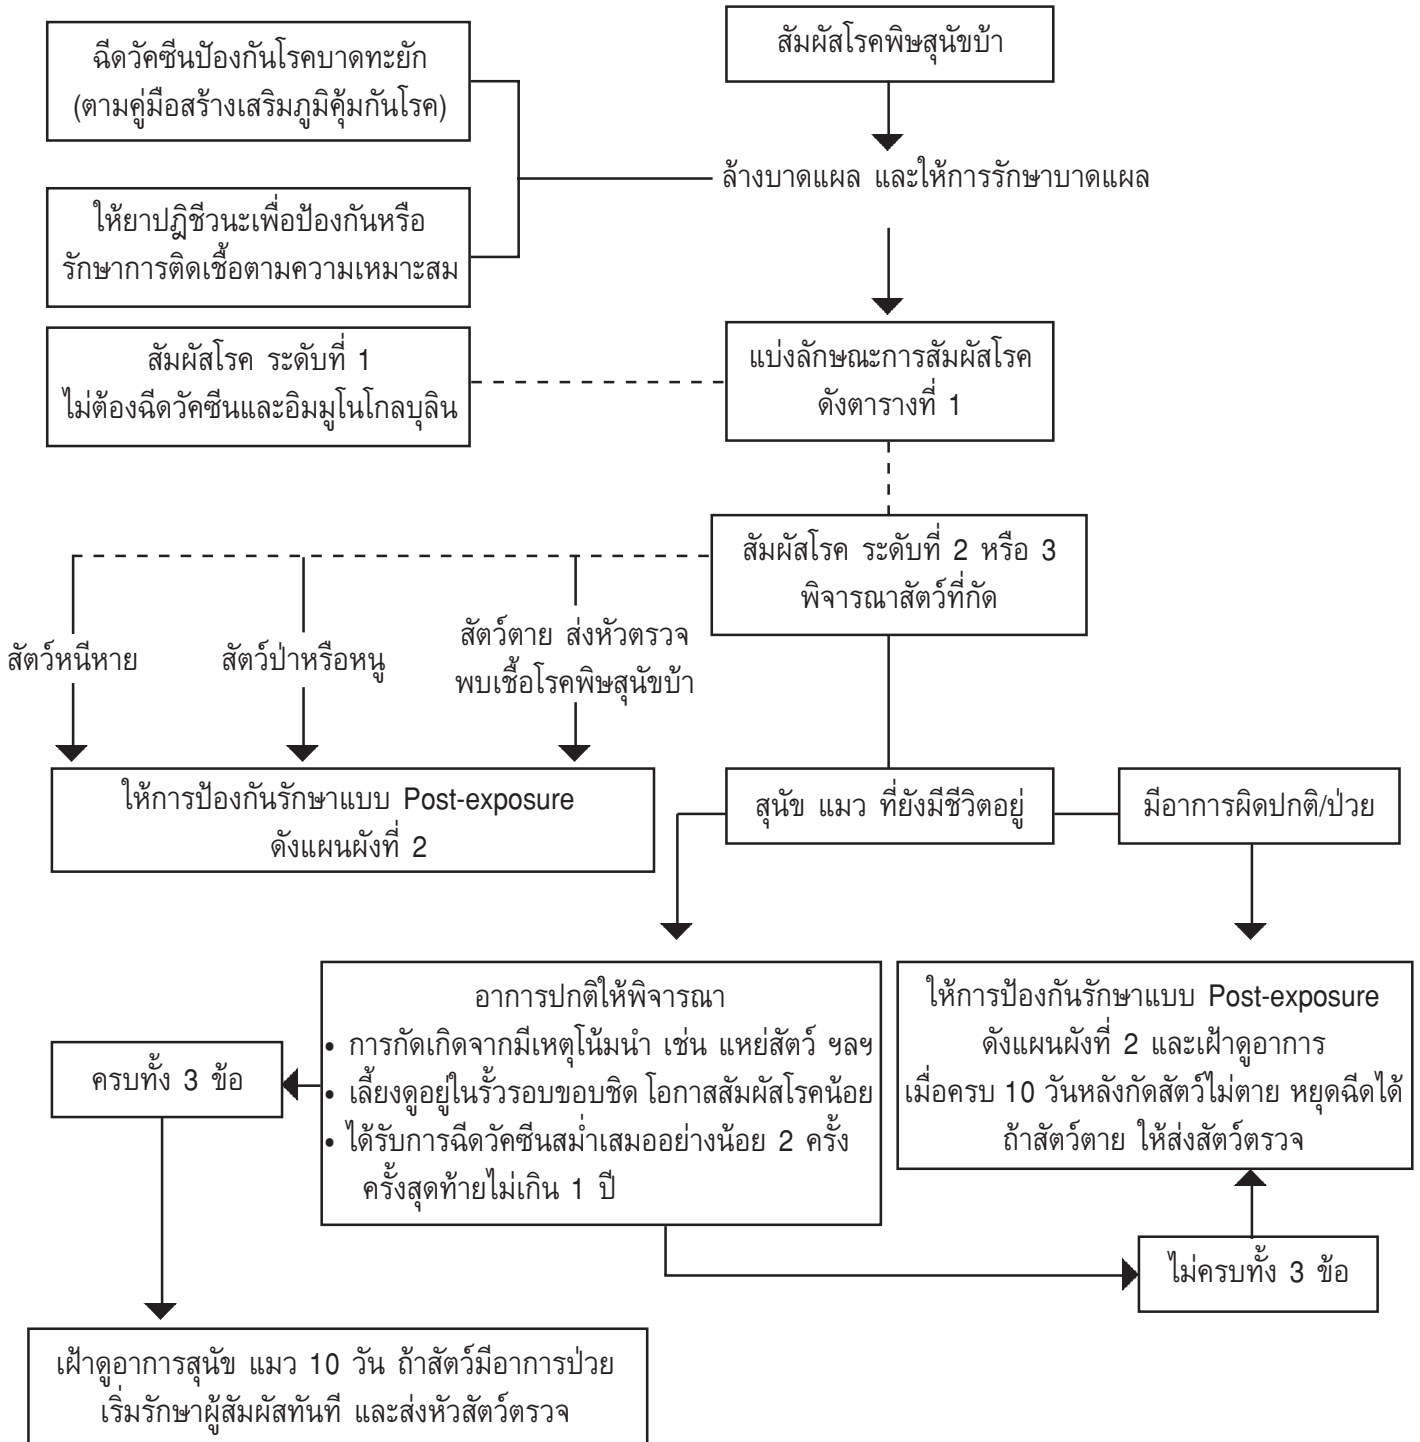 สัมผัสโรคพิษสุนัขบ้า
ฉีดวัคซีนป้องกันโรคบาดทะยัก
(ตามคู่มือสร้างเสริมภูมิคุ้มกันโรค)
ล้างบาดแผล และให้การรักษาบาดแผล
ให้ยาปฎิชีวนะเพื่อป้องกันหรือ
รักษาการติดเชื้อตามความเหมาะสม
สัมผัสโรค ระดับที่ 1
ไม่ต้องฉีดวัคซีนและอิมมูโนโกลบุลิน
แบ่งลักษณะการสัมผัสโรค
ดังตารางที่ 1
สัมผัสโรค ระดับที่ 2 หรือ 3
พิจารณาสัตว์ที่กัด
สัตว์หนีหาย
สัตว์ป่าหรือหนู
สัตว์ตาย ส่งหัวตรวจ
พบเชื้อโรคพิษสุนัขบ้า
ให้การป้องกันรักษาแบบ Post-exposure
ดังแผนผังที่ 2
สุนัข แมว ที่ยังมีชีวิตอยู่
มีอาการผิดปกติ/ป่วย
อาการปกติให้พิจารณา
• การกัดเกิดจากมีเหตุโน้มนำ เช่น แหย่สัตว์ ฯลฯ
• เลี้ยงดูอยู่ในรั้วรอบขอบชิด โอกาสสัมผัสโรคน้อย
• ได้รับการฉีดวัคซีนสม่ำเสมออย่างน้อย 2 ครั้ง
ครั้งสุดท้ายไม่เกิน 1 ปี
ให้การป้องกันรักษาแบบ Post-exposure
ดังแผนผังที่ 2 และเฝ้าดูอาการ
เมื่อครบ 10 วันหลังกัดสัตว์ไม่ตาย หยุดฉีดได้
ถ้าสัตว์ตาย ให้ส่งสัตว์ตรวจ
ครบทั้ง 3 ข้อ
ไม่ครบทั้ง 3 ข้อ
เฝ้าดูอาการสุนัข แมว 10 วัน ถ้าสัตว์มีอาการป่วย
เริ่มรักษาผู้สัมผัสทันที และส่งหัวสัตว์ตรวจ